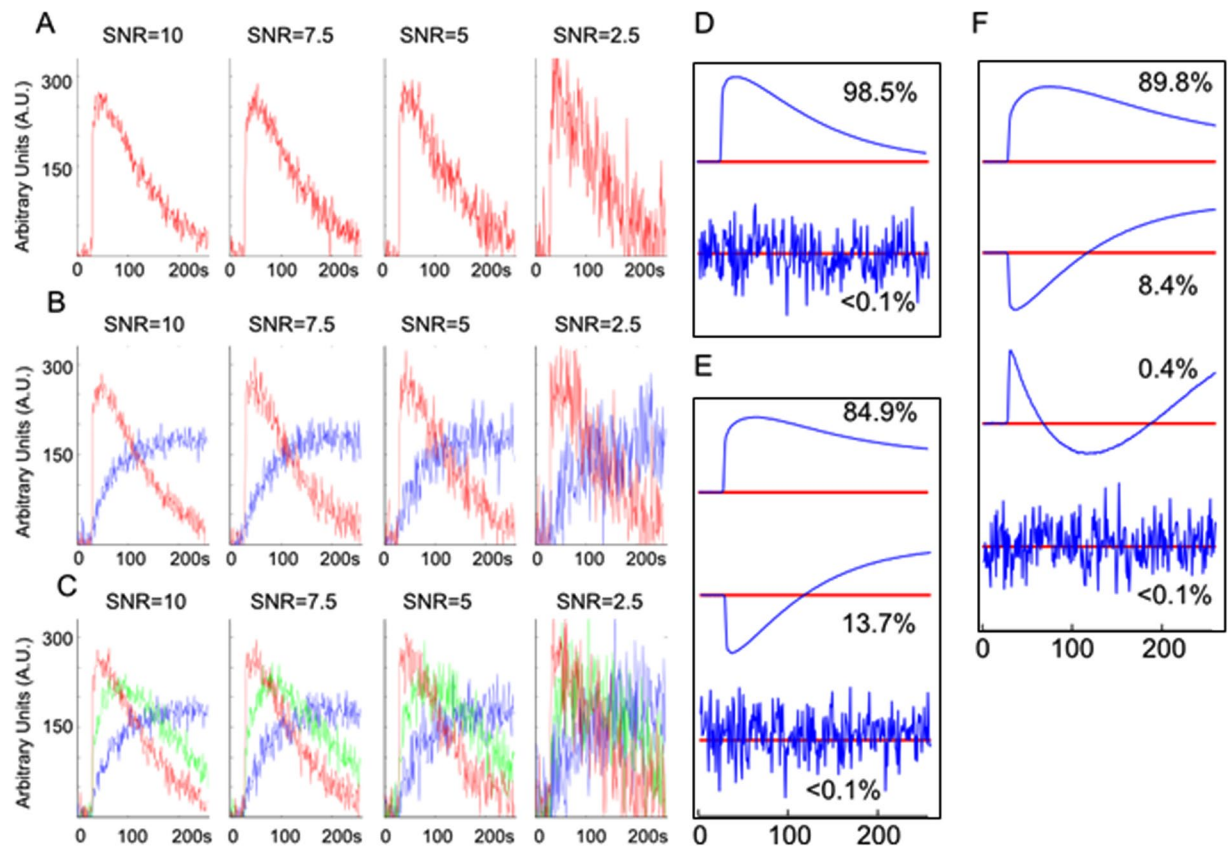 A
SNR=10 SNR=7.5 SNR=5 SNR=2.5
Arbitrary Units (A.U.)
300
150
0 100 200s 0 100 200s 0 100 200s 0 100 200s
B
SNR=10 SNR=7.5 SNR=5 SNR=2.5
Arbitrary Units (A.U.)
300
150
0 100 200s 0 100 200s 0 100 200s 0 100 200s
C
SNR=10 SNR=7.5 SNR=5 SNR=2.5
Arbitrary Units (A.U.)
300
150
0 100 200s 0 100 200s 0 100 200s 0 100 200s
D
98.5%
<0.1%
E
84.9%
13.7%
<0.1%
0 100 200
F
89.8%
8.4%
0.4%
<0.1%
0 100 200